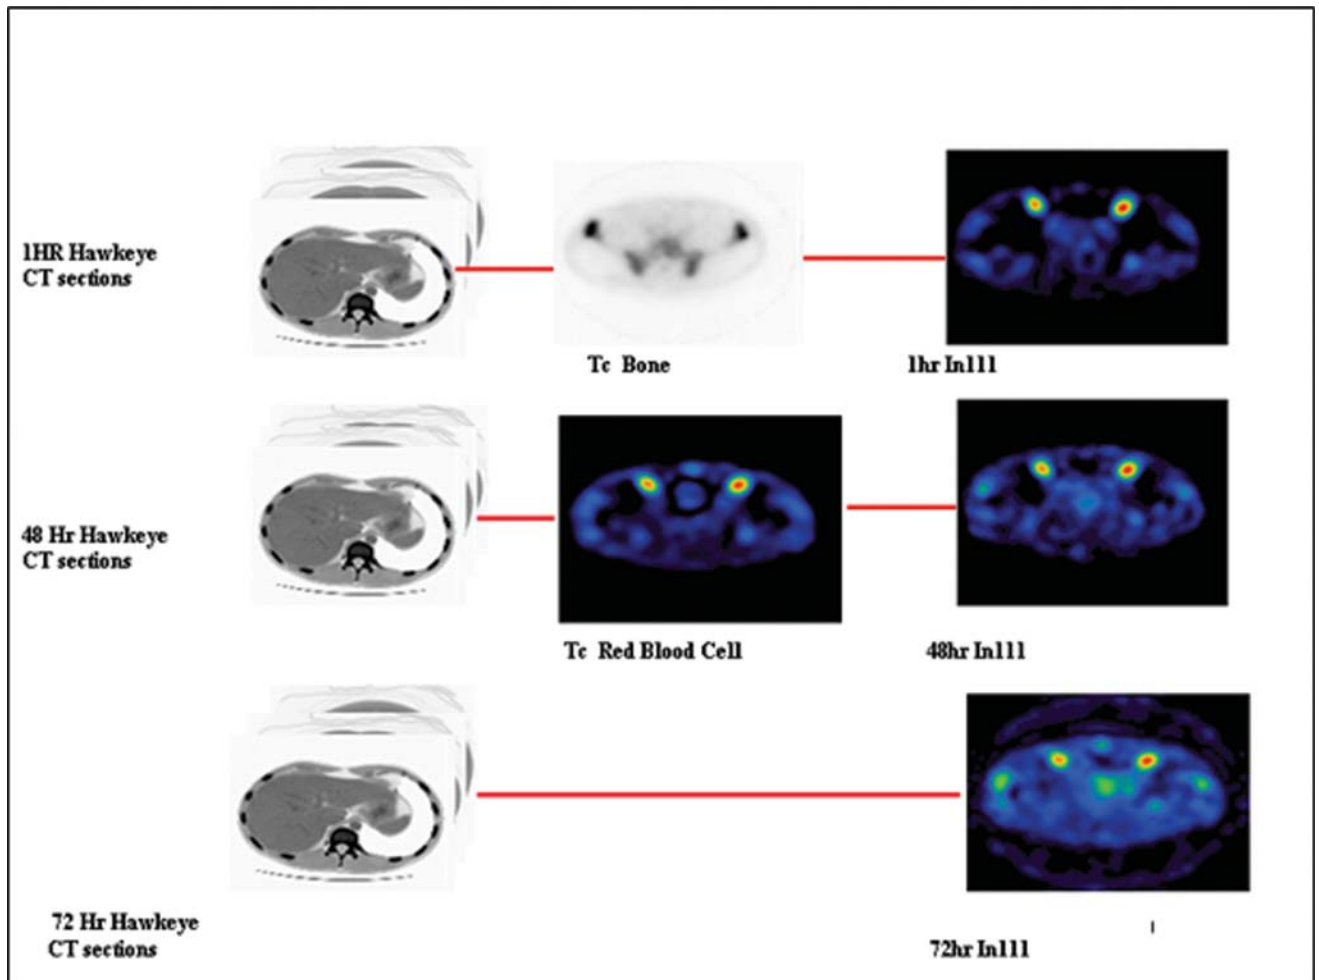 1HR Hawkeye
CT sections
Tc Bone
1hr In111
48 Hr Hawkeye
CT sections
Tc Red Blood Cell
48hr In111
72 Hr Hawkeye
CT sections
72hr In111